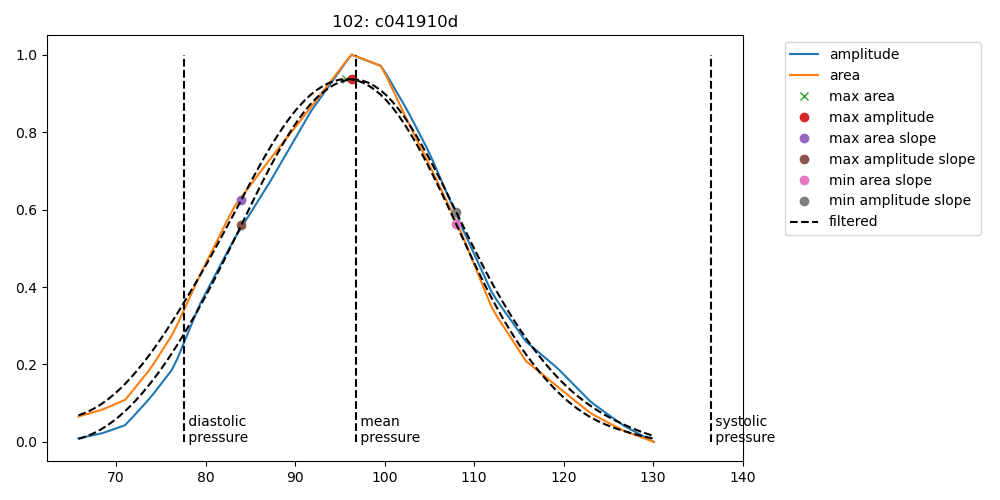 102: c041910d
amplitude
area
max area
max amplitude
max area slope
max amplitude slope
min area slope
min amplitude slope
filtered
1.0
0.8
0.6
0.4
0.2
0.0
diastolic
pressure
mean
pressure
systolic
pressure
70 80 90 100 110 120 130 140